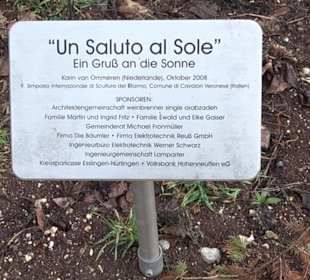 "Un Saluto al Sole"
Ein Gruß an die Sonne
Karin van Ommeren (Niederlande), Oktober 2008
Simposio Internazionale di Scultura del Marmo, Comune di Cavaion Veronese (Italien)
SPONSOREN:
Architektengemeinschaft weinbrenner single arabzadeh
Familie Martin und Ingrid Fritz • Familie Ewald und Elke Gaiser
Gemeinderat Michael Frommüller
Firma Die Bäumler • Firma Elektrotechnik Reuß GmbH
Ingenieurbüro Elektrotechnik Werner Schwarz
Ingenieurgemeinschaft Lamparter
Kreissparkasse Esslingen-Nürtingen • Volksbank Hohenneuffen eG